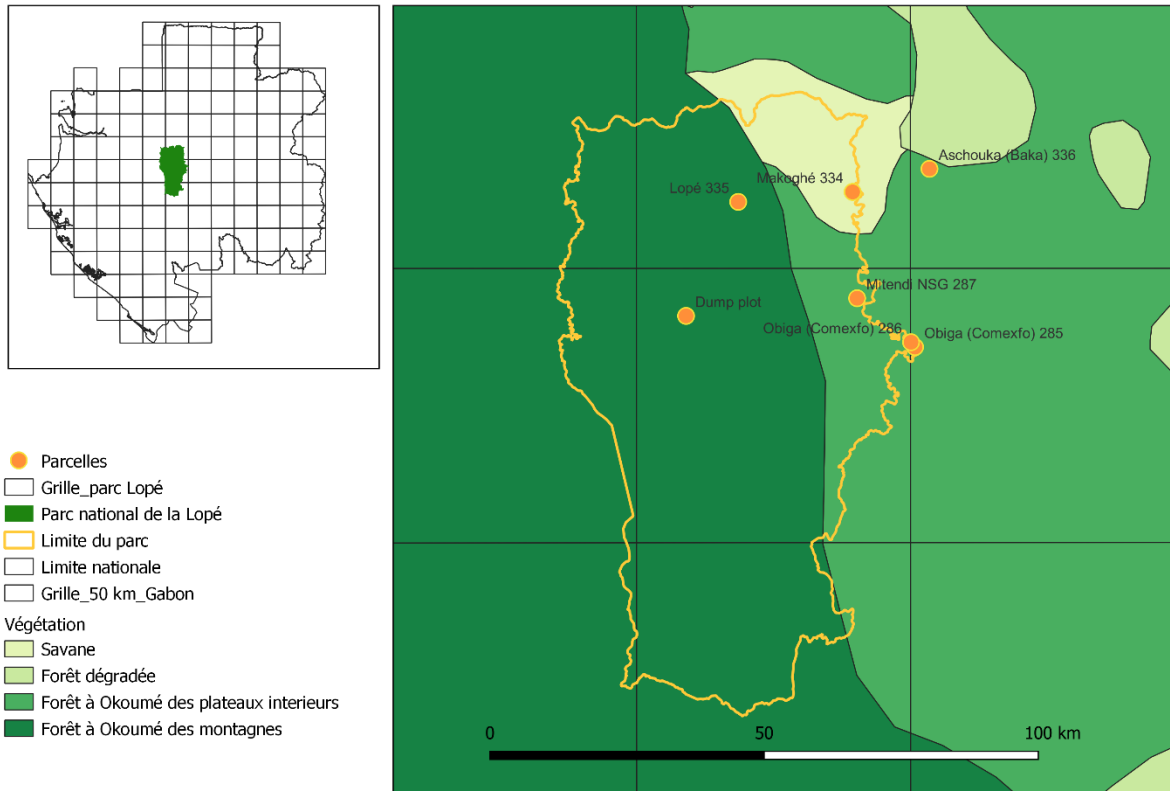 Parcelles
Grille_parc Lopé
Parc national de la Lopé
Limite du parc
Limite nationale
Grille_50 km_Gabon
Végétation
Savane
Forêt dégradée
Forêt à Okoumé des plateaux interieurs
Forêt à Okoumé des montagnes
Aschouka (Baka) 336
Makoghé 334
Lopé 335
Mitendi NSG 287
Dump plot
Obiga (Comexfo) 286
Obiga (Comexfo) 285
0
50
100 km